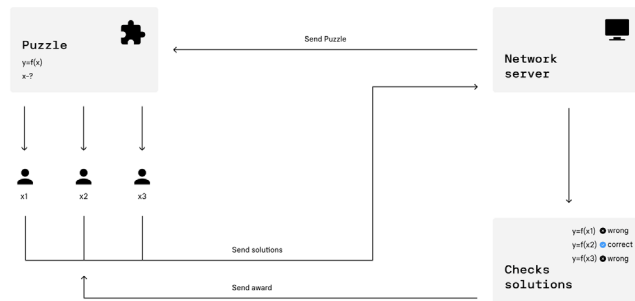 Puzzle
y=f(x)
x-?
Send Puzzle
Network
server
x1
x2
x3
Send solutions
Send award
y=f(x1) wrong
y=f(x2) correct
y=f(x3) wrong
Checks
solutions